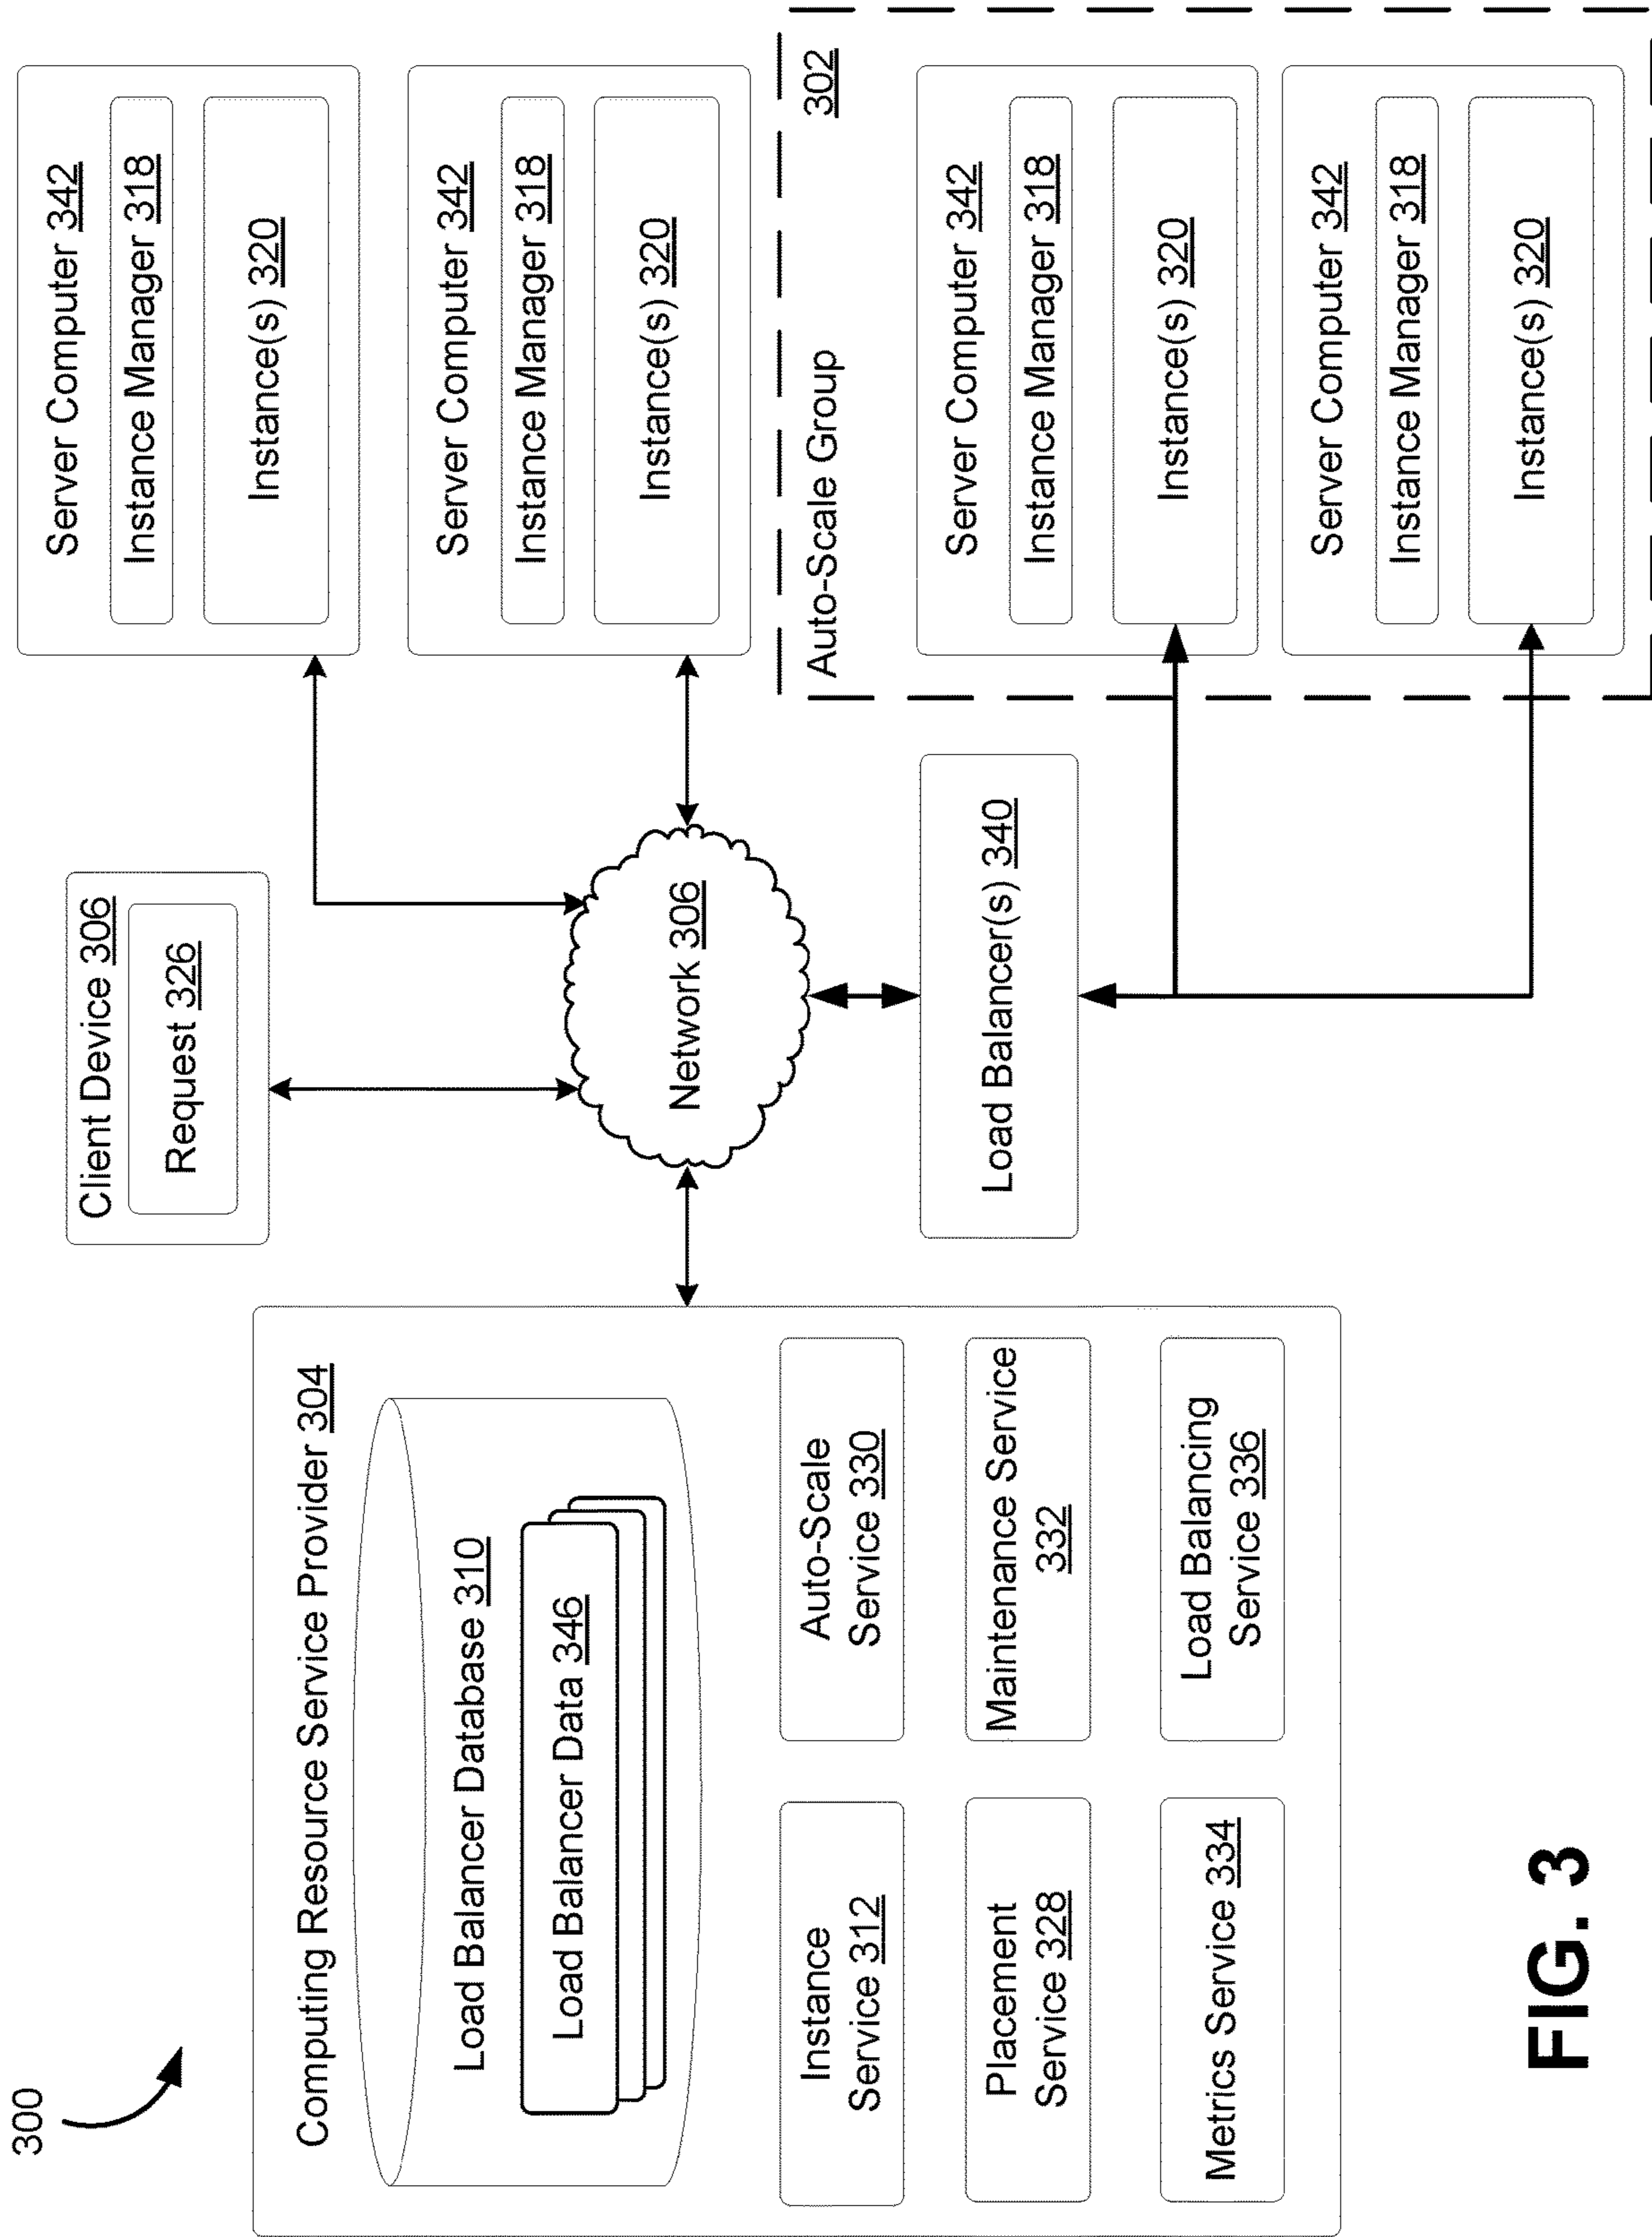 300
Computing Resource Service Provider 304
Load Balancer Database 310
Load Balancer Data 346
Instance
Service 312
Auto-Scale
Service 330
Placement
Service 328
Maintenance Service
332
Metrics Service 334
Load Balancing
Service 336
Client Device 306
Request 326
Network 306
Load Balancer(s) 340
Server Computer 342
Instance Manager 318
Instance(s) 320
Server Computer 342
Instance Manager 318
Instance(s) 320
Auto-Scale Group
302
Server Computer 342
Instance Manager 318
Instance(s) 320
Server Computer 342
Instance Manager 318
Instance(s) 320
FIG. 3